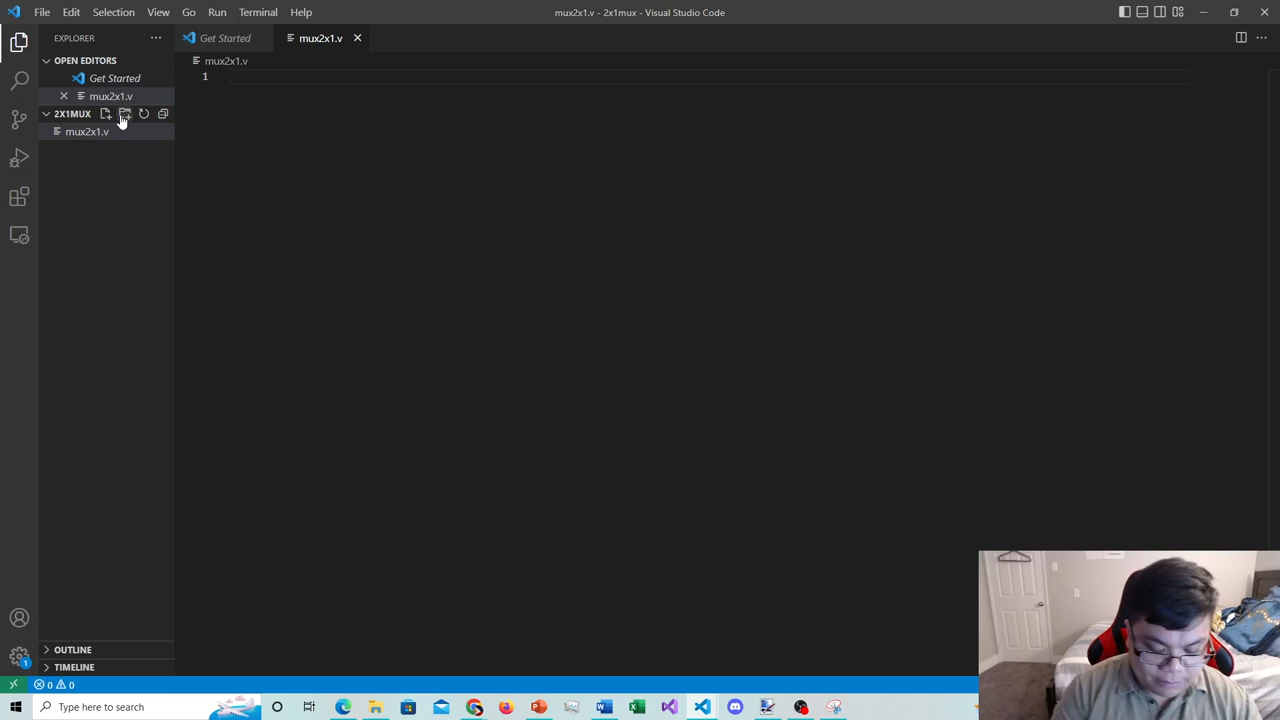 File Edit Selection View Go Run Terminal Help
mux2x1.v - 2x1mux - Visual Studio Code
EXPLORER
Get Started
mux2x1.v
OPEN EDITORS
Get Started
mux2x1.v
2X1MUX
mux2x1.v
mux2x1.v
1
OUTLINE
TIMELINE
1
0 0
Type here to search